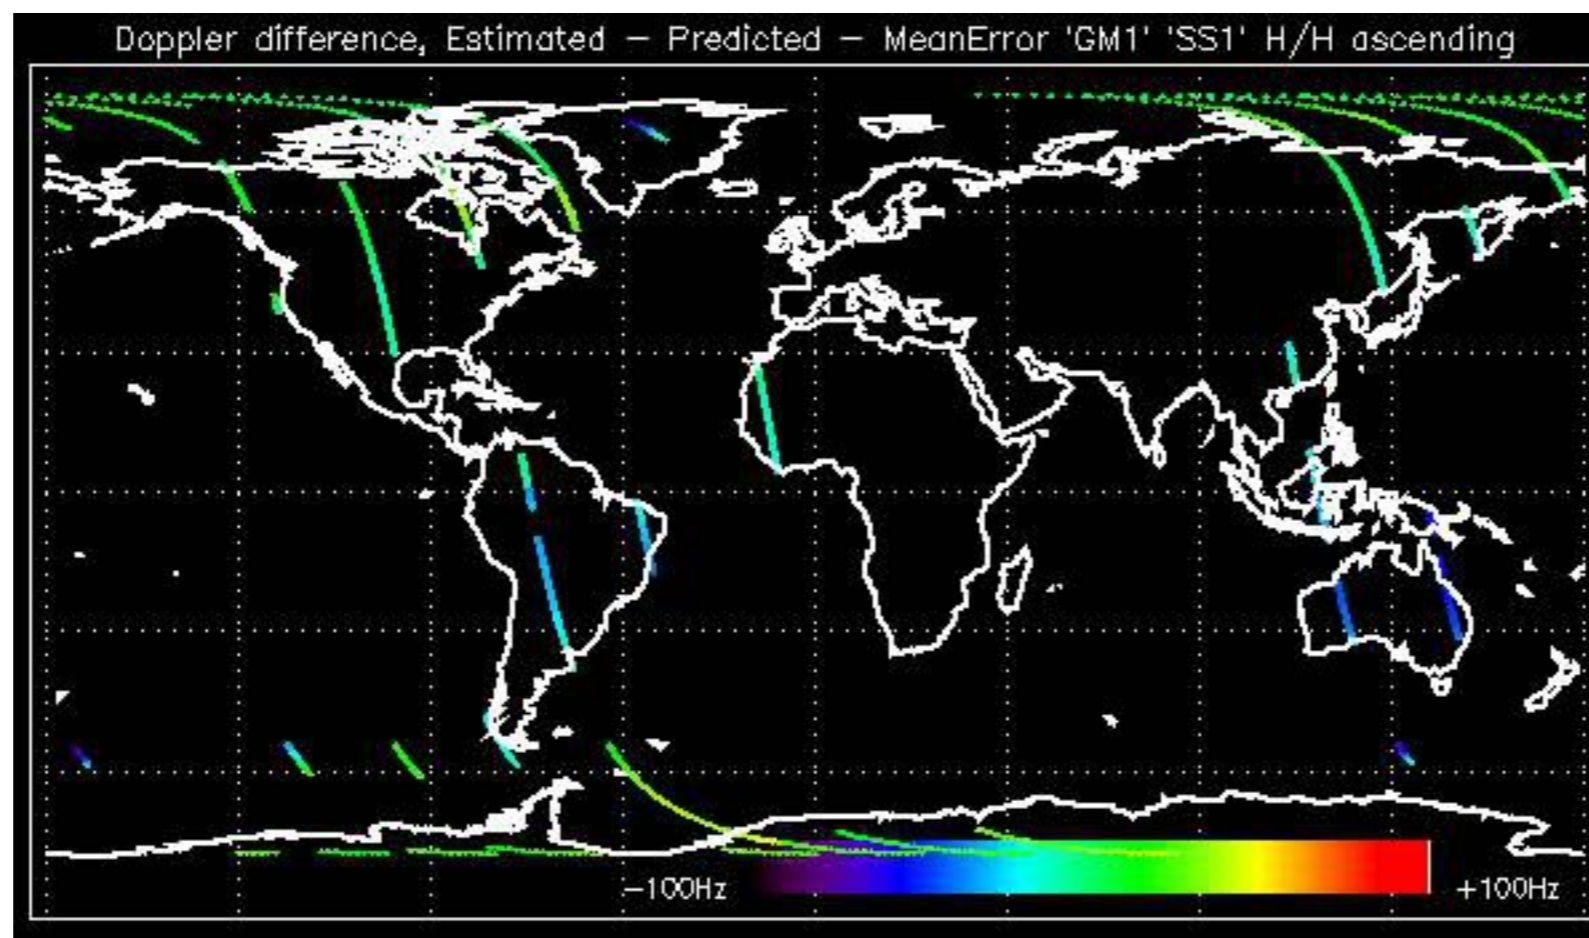 Doppler difference, Estimated – Predicted – MeanError 'GM1' 'SS1' H/H ascending
–100Hz
+100Hz